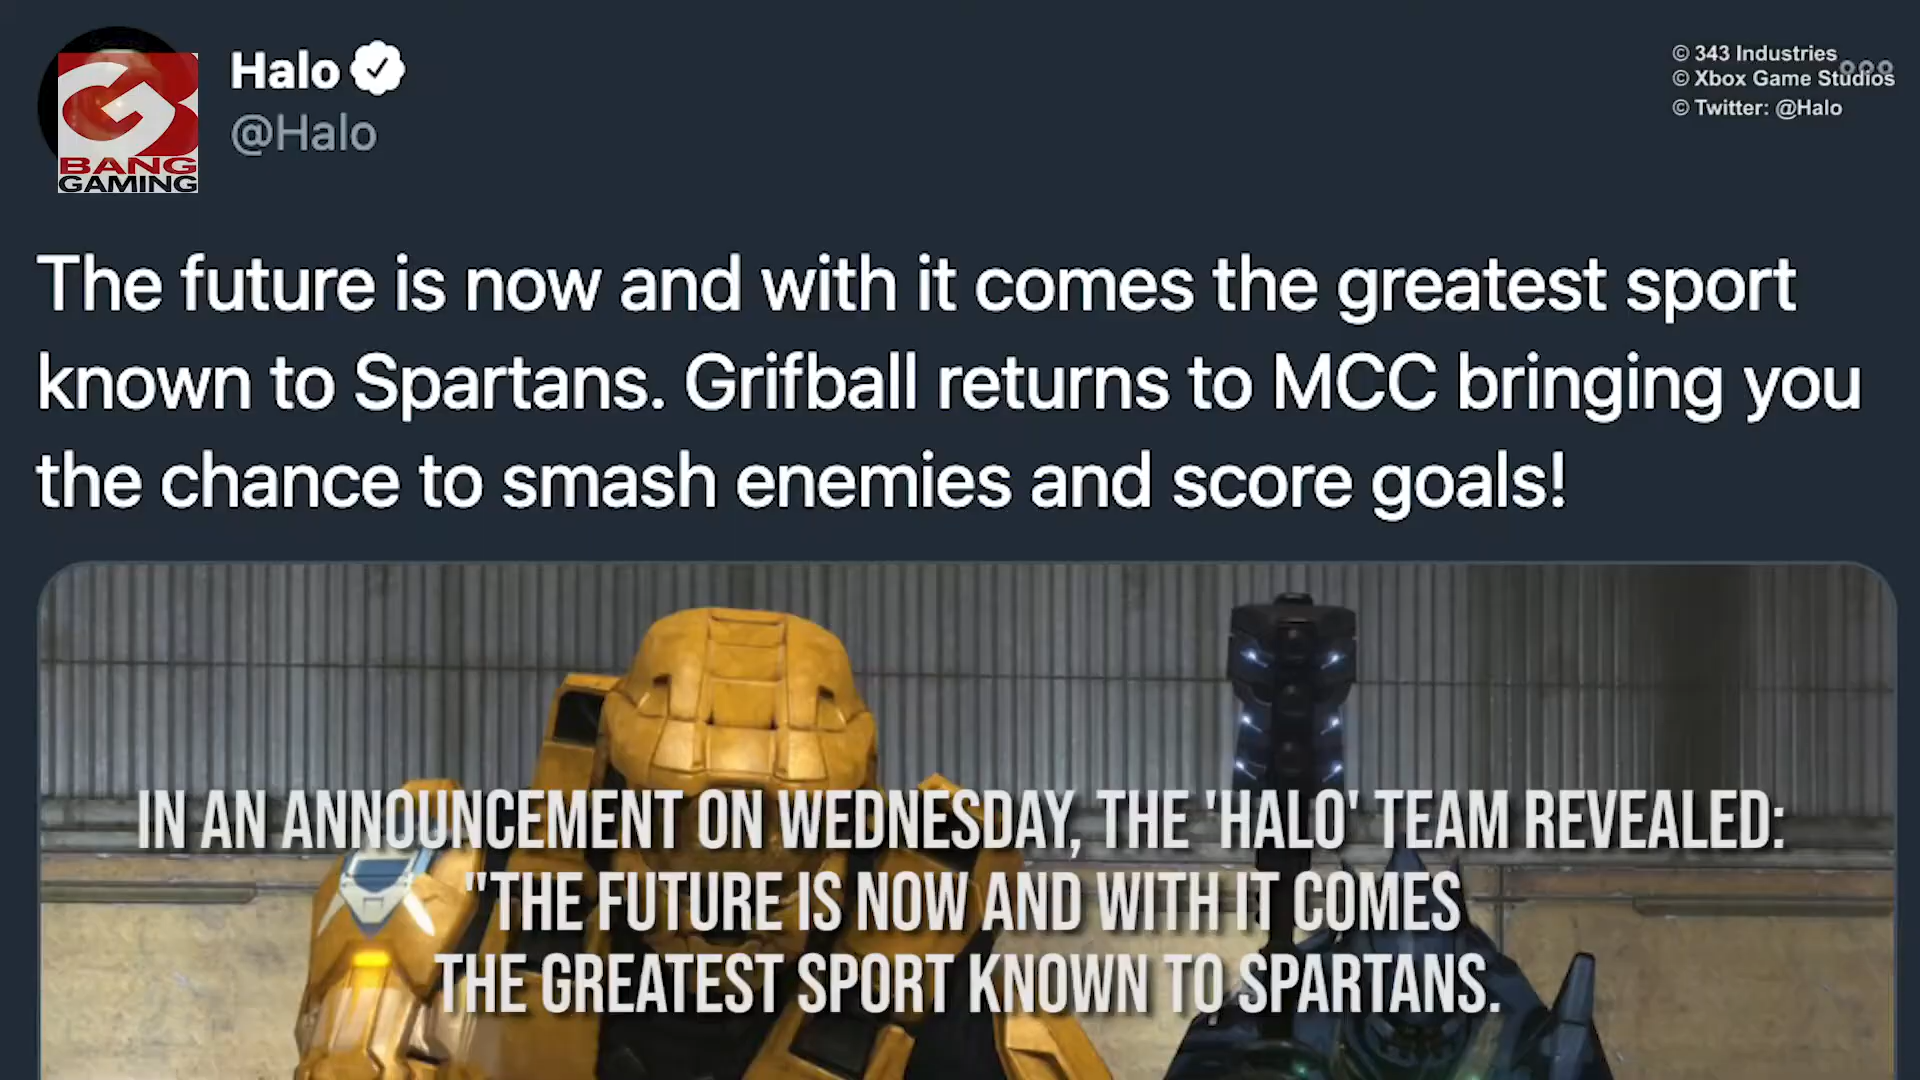 Halo
@Halo
BANG
GAMING
© 343 Industries
© Xbox Game Studios
© Twitter: @Halo
The future is now and with it comes the greatest sport
known to Spartans. Grifball returns to MCC bringing you
the chance to smash enemies and score goals!
IN AN ANNOUNCEMENT ON WEDNESDAY, THE 'HALO' TEAM REVEALED:
"THE FUTURE IS NOW AND WITH IT COMES
THE GREATEST SPORT KNOWN TO SPARTANS.